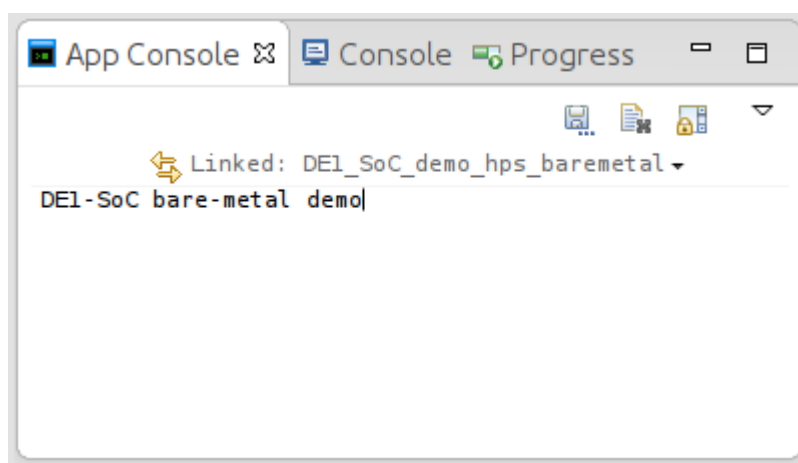 App Console Console Progress
Linked: DE1_SoC_demo_hps_baremetal
DE1-SoC bare-metal demo